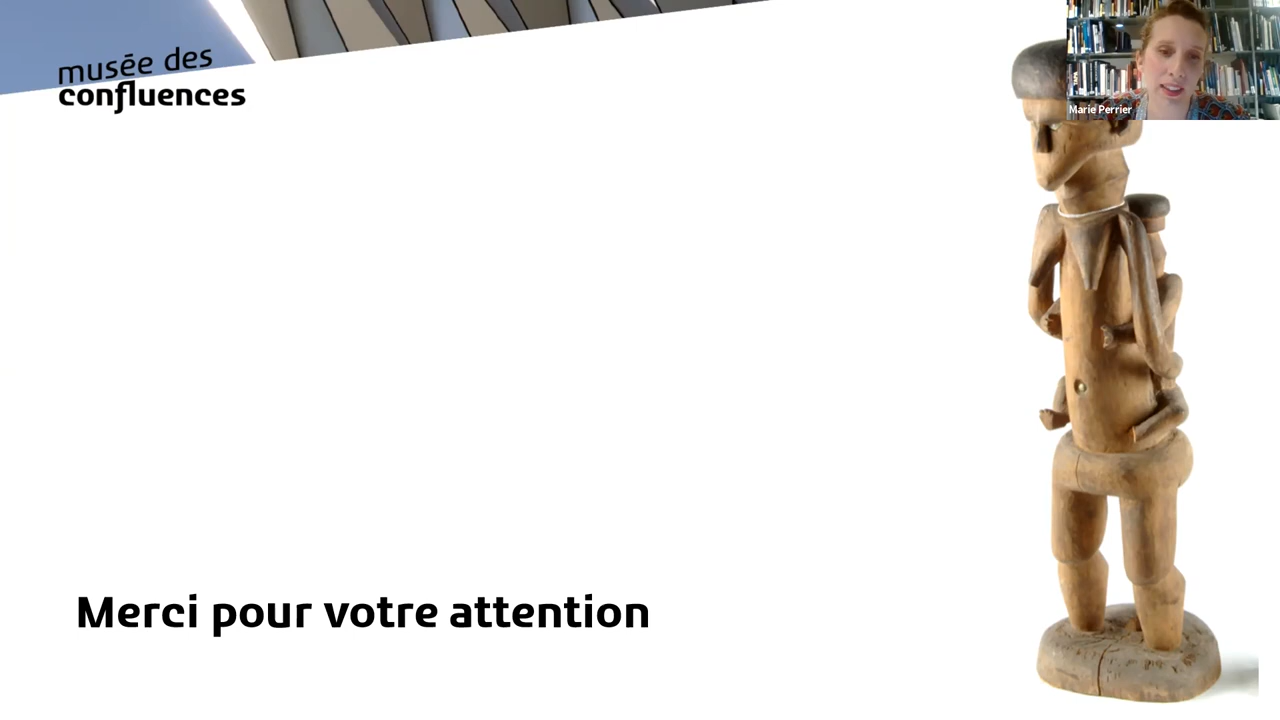 musée des
confluences
Marie Perrier
Merci pour votre attention